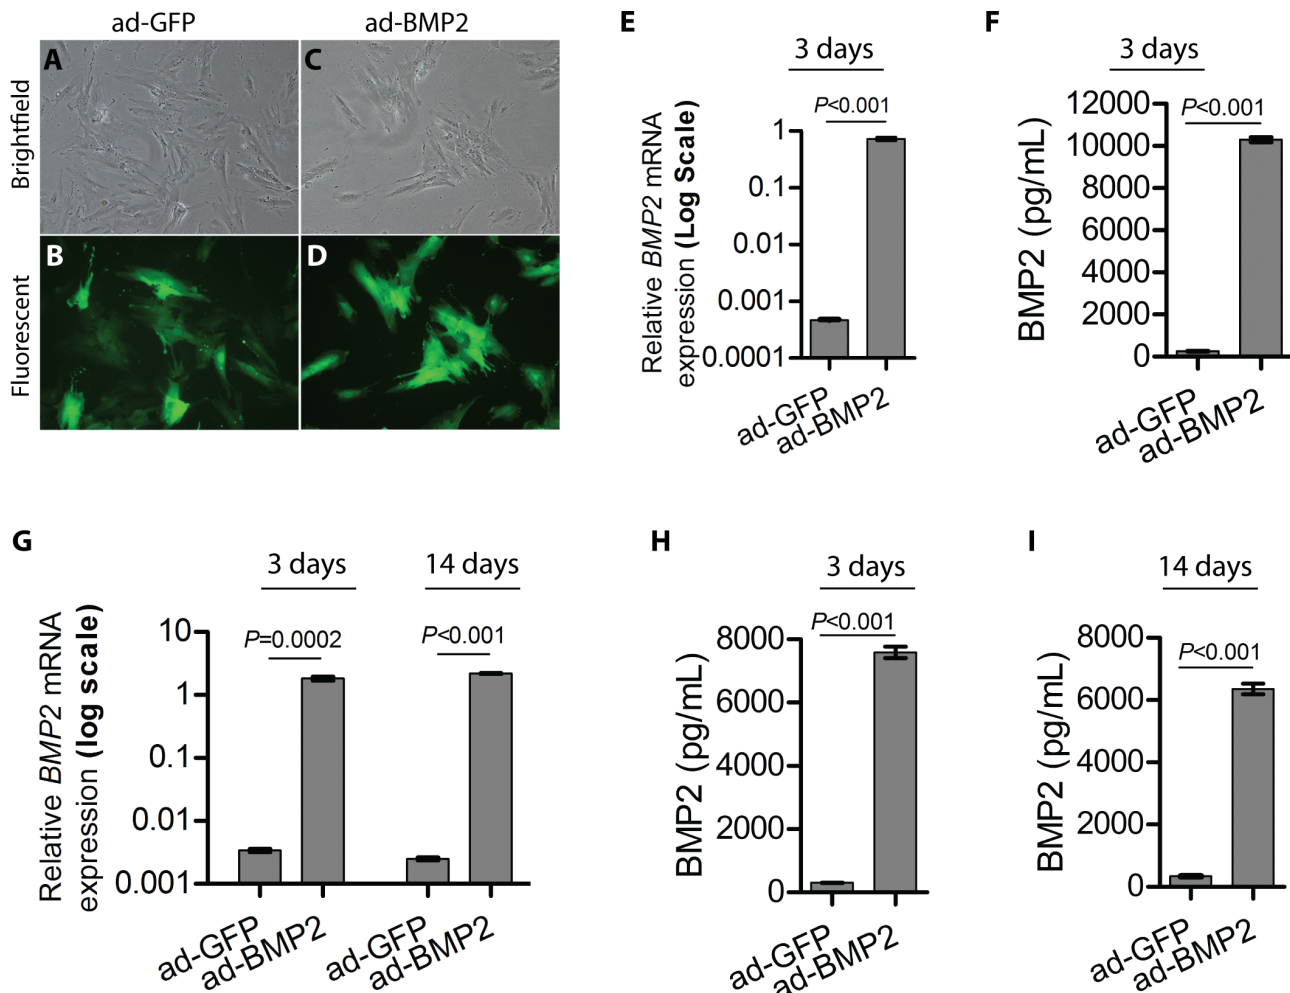 ad-GFP
ad-BMP2
Brightfield
Fluorescent
A
C
B
D
E
3 days
P<0.001
Relative BMP2 mRNA
expression (Log Scale)
1
0.1
0.01
0.001
0.0001
ad-GFP
ad-BMP2
F
3 days
P<0.001
BMP2 (pg/mL)
12000
10000
8000
6000
4000
2000
0
ad-GFP
ad-BMP2
G
3 days
14 days
P=0.0002
P<0.001
Relative BMP2 mRNA
expression (log scale)
10
1
0.1
0.01
0.001
ad-GFP
ad-BMP2
ad-GFP
ad-BMP2
H
3 days
P<0.001
BMP2 (pg/mL)
8000
6000
4000
2000
0
ad-GFP
ad-BMP2
I
14 days
P<0.001
BMP2 (pg/mL)
8000
6000
4000
2000
0
ad-GFP
ad-BMP2